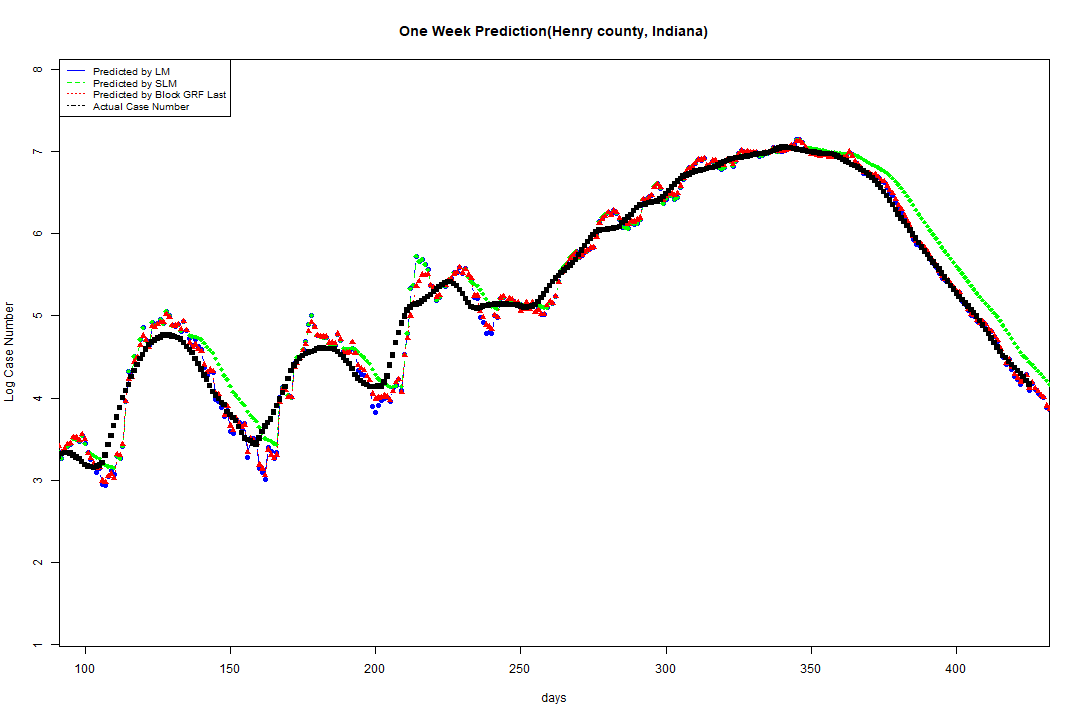 One Week Prediction(Henry county, Indiana)
Predicted by LM
Predicted by SLM
Predicted by Block GRF Last
Actual Case Number
8
7
6
5
4
3
2
1
Log Case Number
100 150 200 250 300 350 400
days